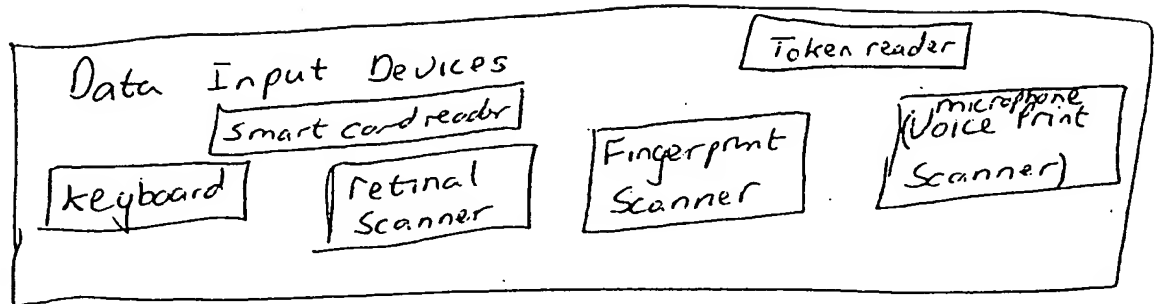 Token reader
Data Input Devices
smart card reader
keyboard
retinal
Scanner
Fingerprint
Scanner
microphone
(Voice Print
Scanner)